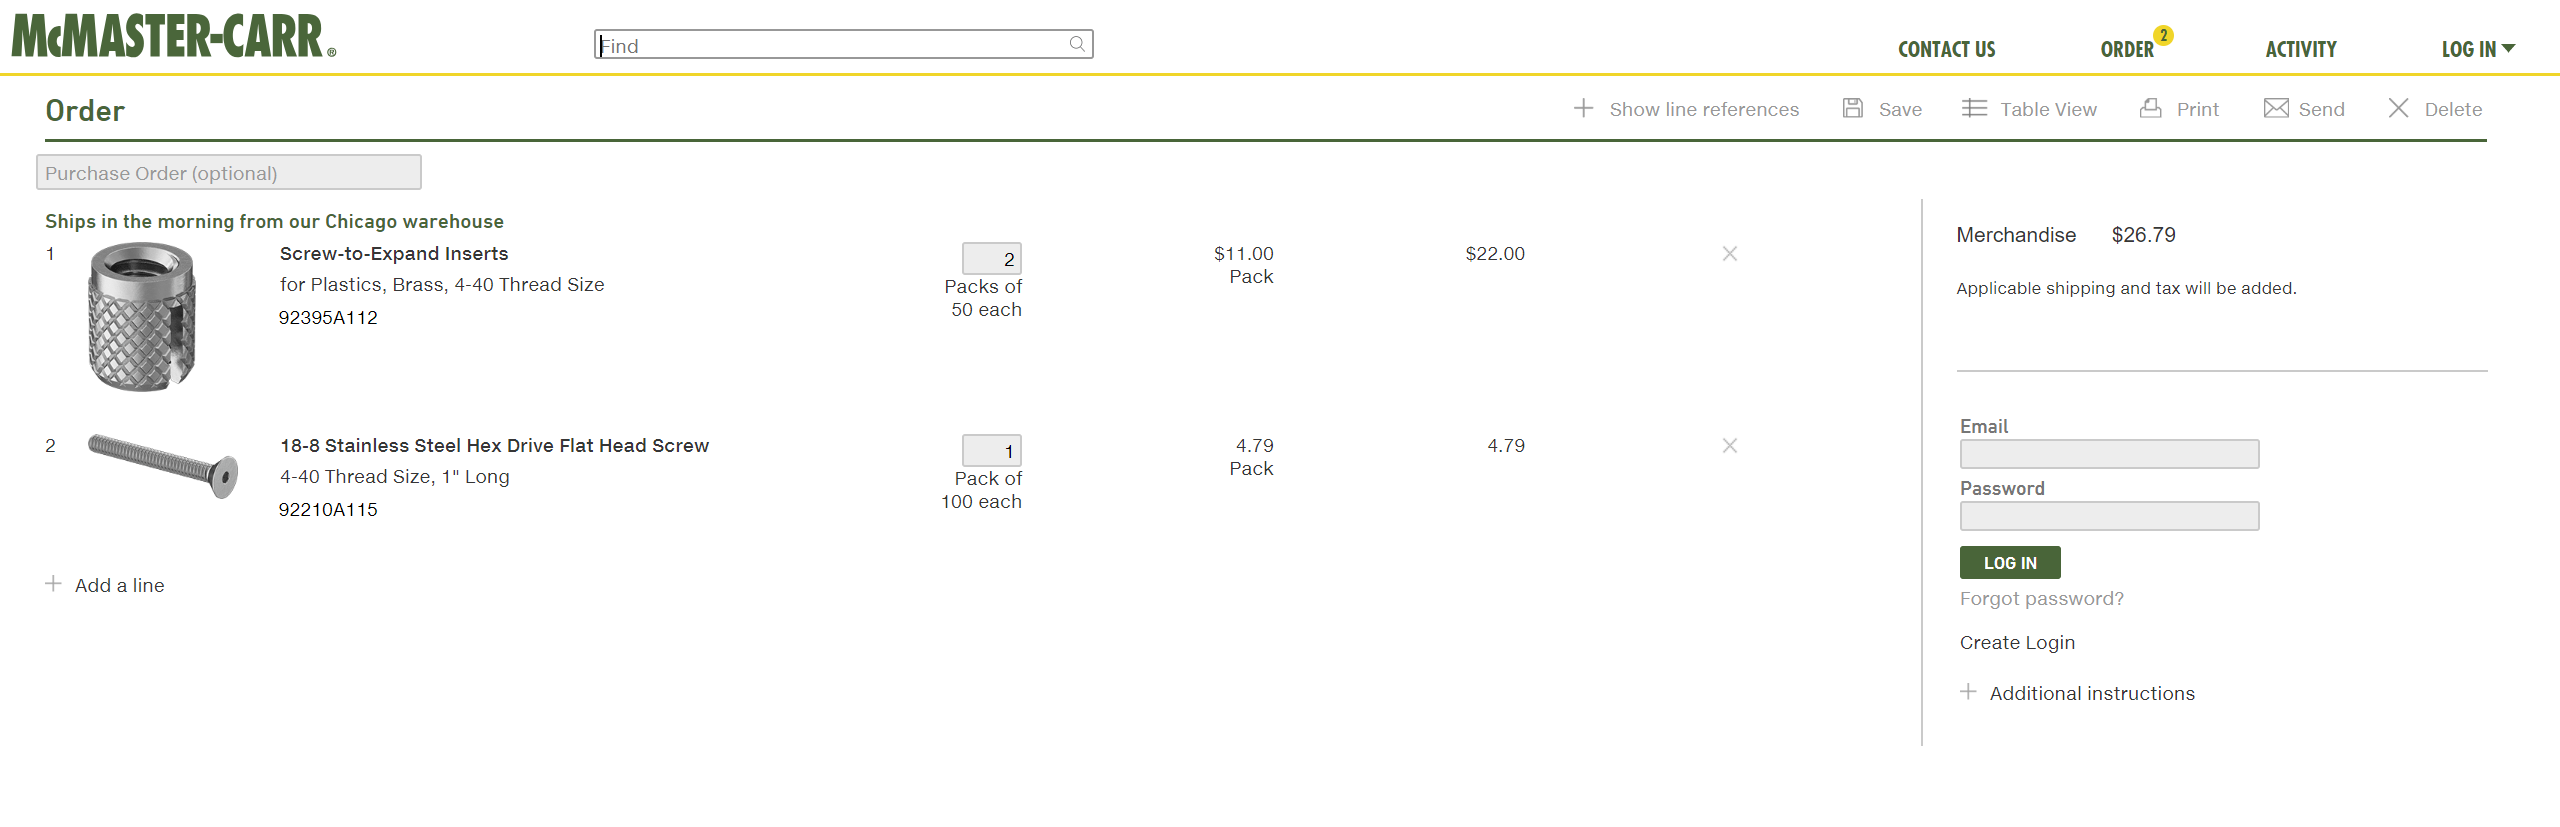 McMASTER-CARR®
Find
CONTACT US
ORDER 2
ACTIVITY
LOG IN
Order
Show line references
Save
Table View
Print
Send
Delete
Purchase Order (optional)
Ships in the morning from our Chicago warehouse
1
Screw-to-Expand Inserts
for Plastics, Brass, 4-40 Thread Size
92395A112
2
Packs of
50 each
$11.00
Pack
$22.00
2
18-8 Stainless Steel Hex Drive Flat Head Screw
4-40 Thread Size, 1" Long
92210A115
1
Pack of
100 each
4.79
Pack
4.79
Add a line
Merchandise $26.79
Applicable shipping and tax will be added.
Email
Password
LOG IN
Forgot password?
Create Login
Additional instructions